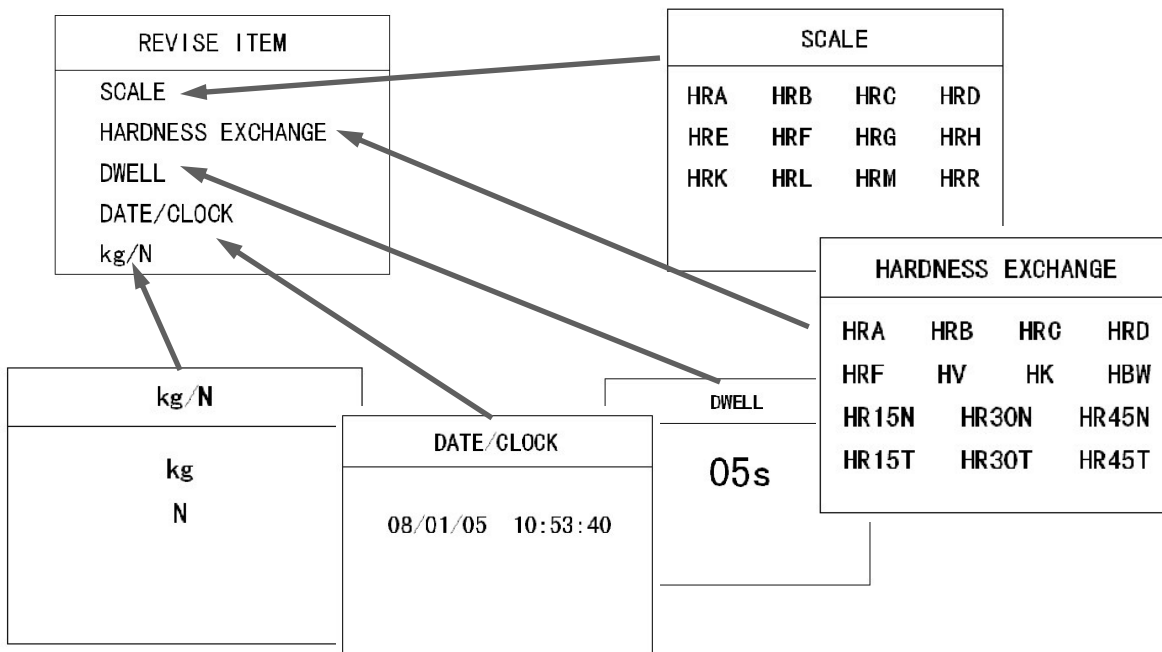 REVISE ITEM
SCALE
HARDNESS EXCHANGE
DWELL
DATE/CLOCK
kg/N
SCALE
HRA HRB HRC HRD
HRE HRF HRG HRH
HRK HRL HRM HRR
HARDNESS EXCHANGE
HRA HRB HRC HRD
HRF HV HK HBW
HR15N HR30N HR45N
HR15T HR30T HR45T
kg/N
kg
N
DATE/CLOCK
08/01/05 10:53:40
DWELL
05s